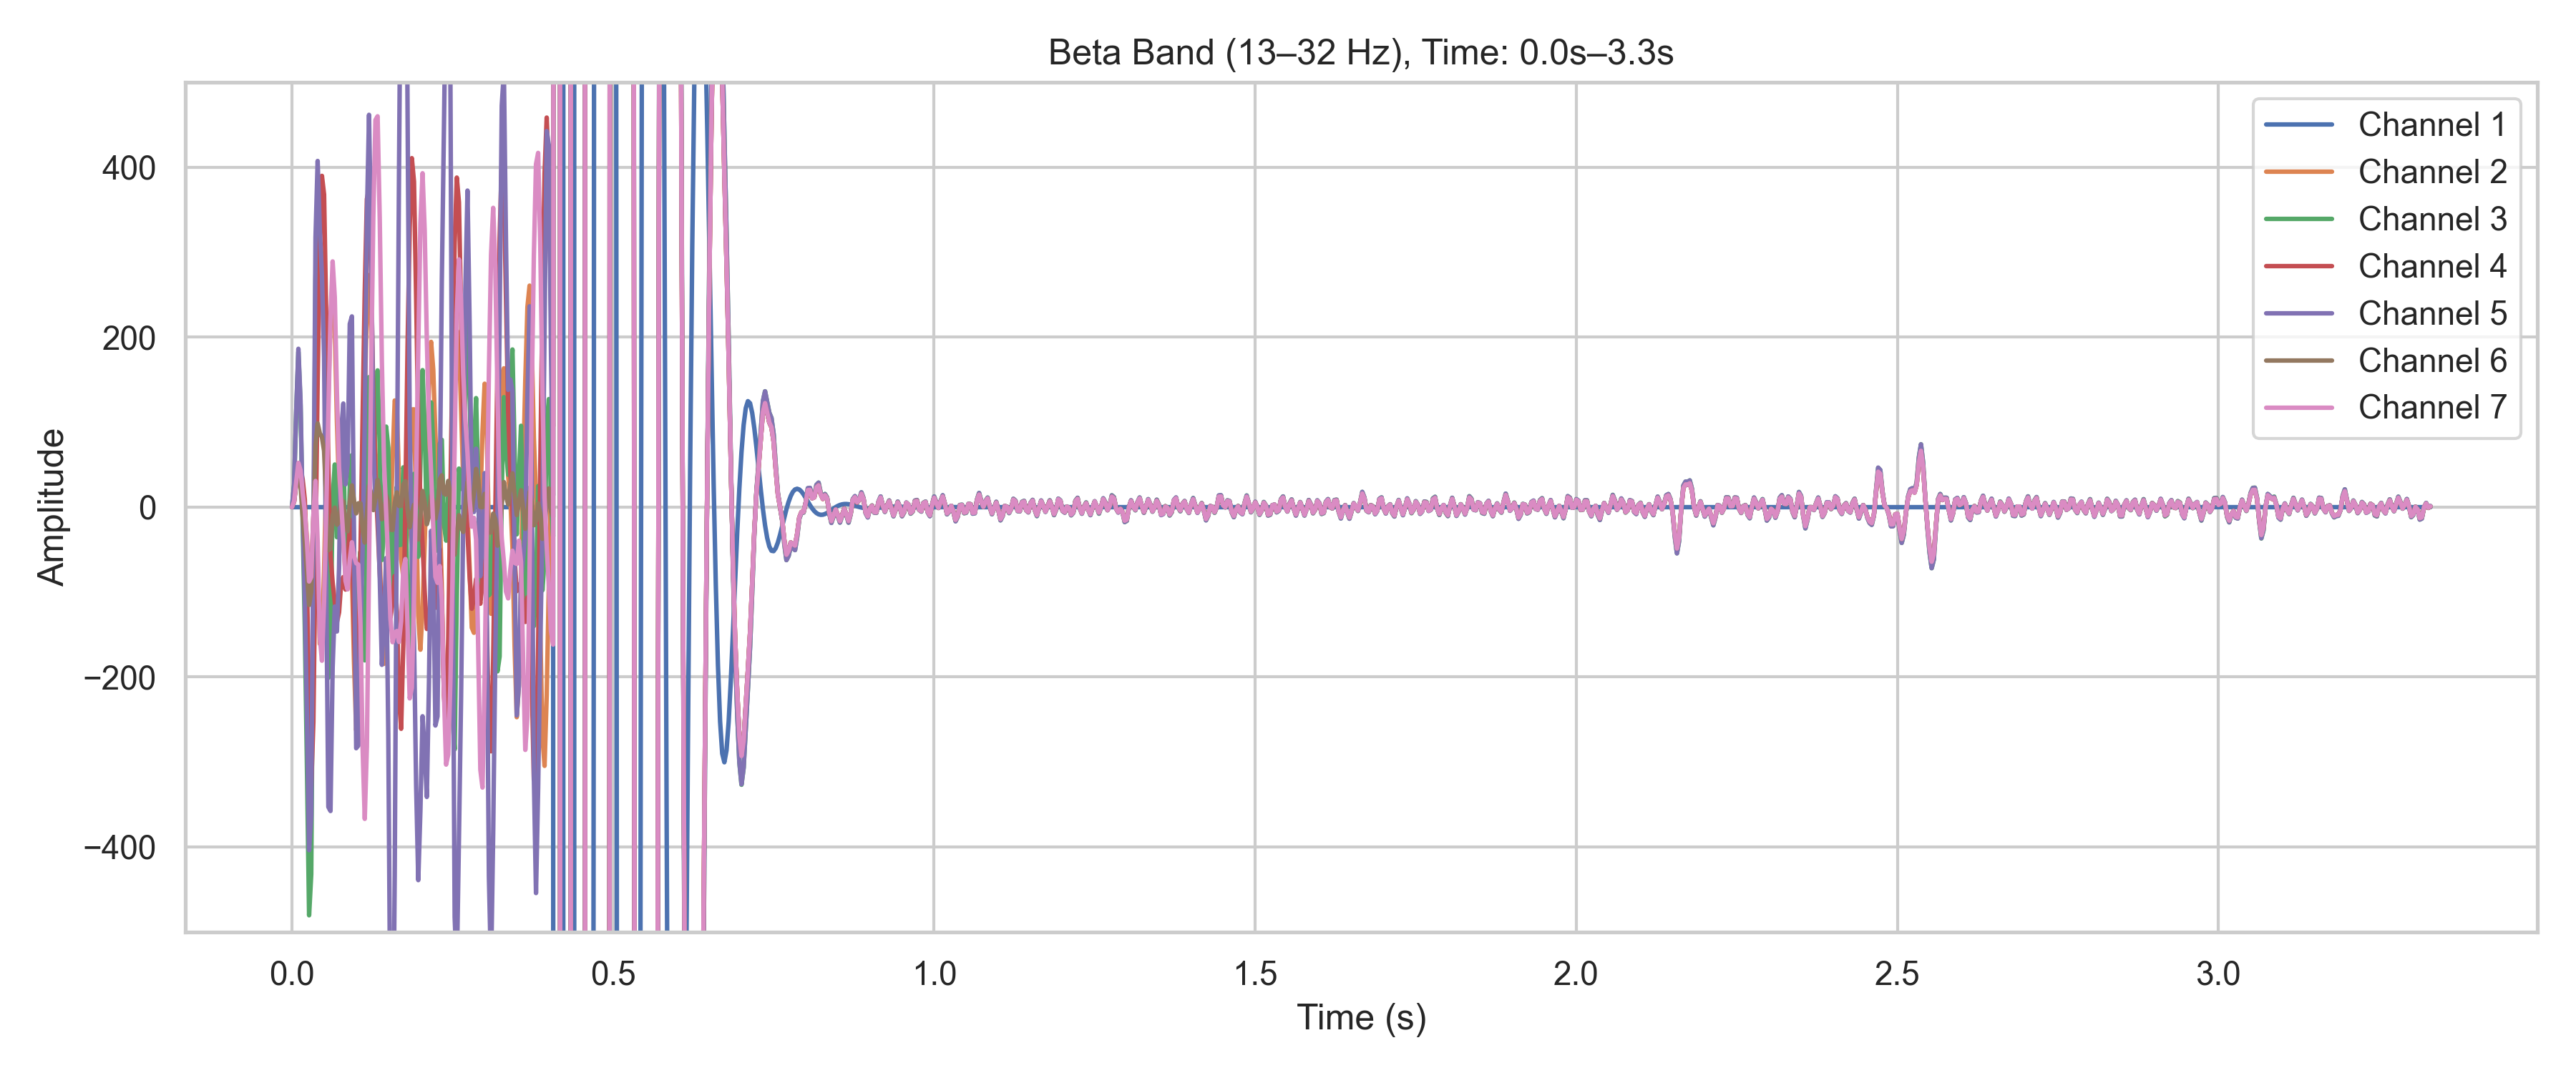 Beta Band (13–32 Hz), Time: 0.0s–3.3s
Amplitude
400
200
0
−200
−400
0.0
0.5
1.0
1.5
2.0
2.5
3.0
Time (s)
Channel 1
Channel 2
Channel 3
Channel 4
Channel 5
Channel 6
Channel 7